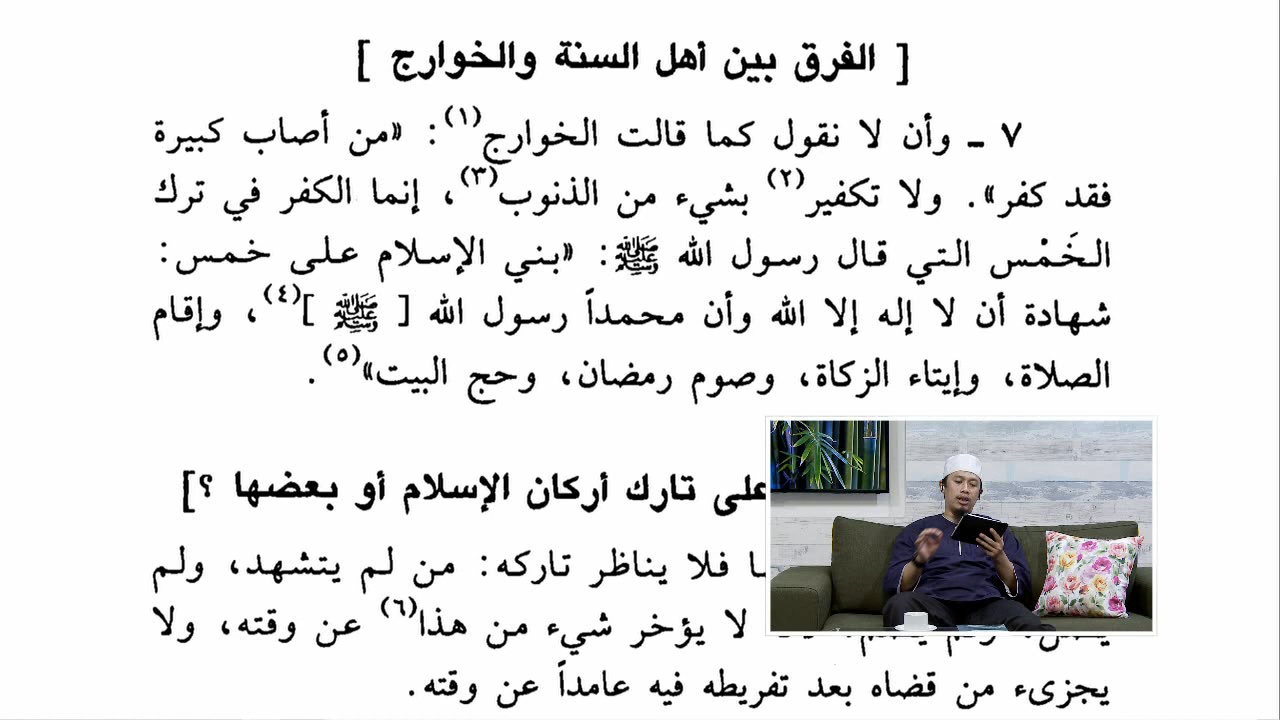 [ الفرق بين أهل السنة والخوارج ]
٧ ـ وأن لا نقول كما قالت الخوارج(١): «من أصاب كبيرة
فقد كفر». ولا تكفير(٢) بشيء من الذنوب(٣)، إنما الكفر في ترك
الخَمْس التي قال رسول الله ﷺ: «بني الإسلام على خمس:
شهادة أن لا إله إلا الله وأن محمداً رسول الله [ ﷺ ](٤)، وإقام
الصلاة، وإيتاء الزكاة، وصوم رمضان، وحج البيت»(٥).
على تارك أركان الإسلام أو بعضها ؟]
فلا يناظر تاركه: من لم يتشهد، ولم
لا يؤخر شيء من هذا(٦) عن وقته، ولا
يجزىء من قضاه بعد تفريطه فيه عامداً عن وقته.